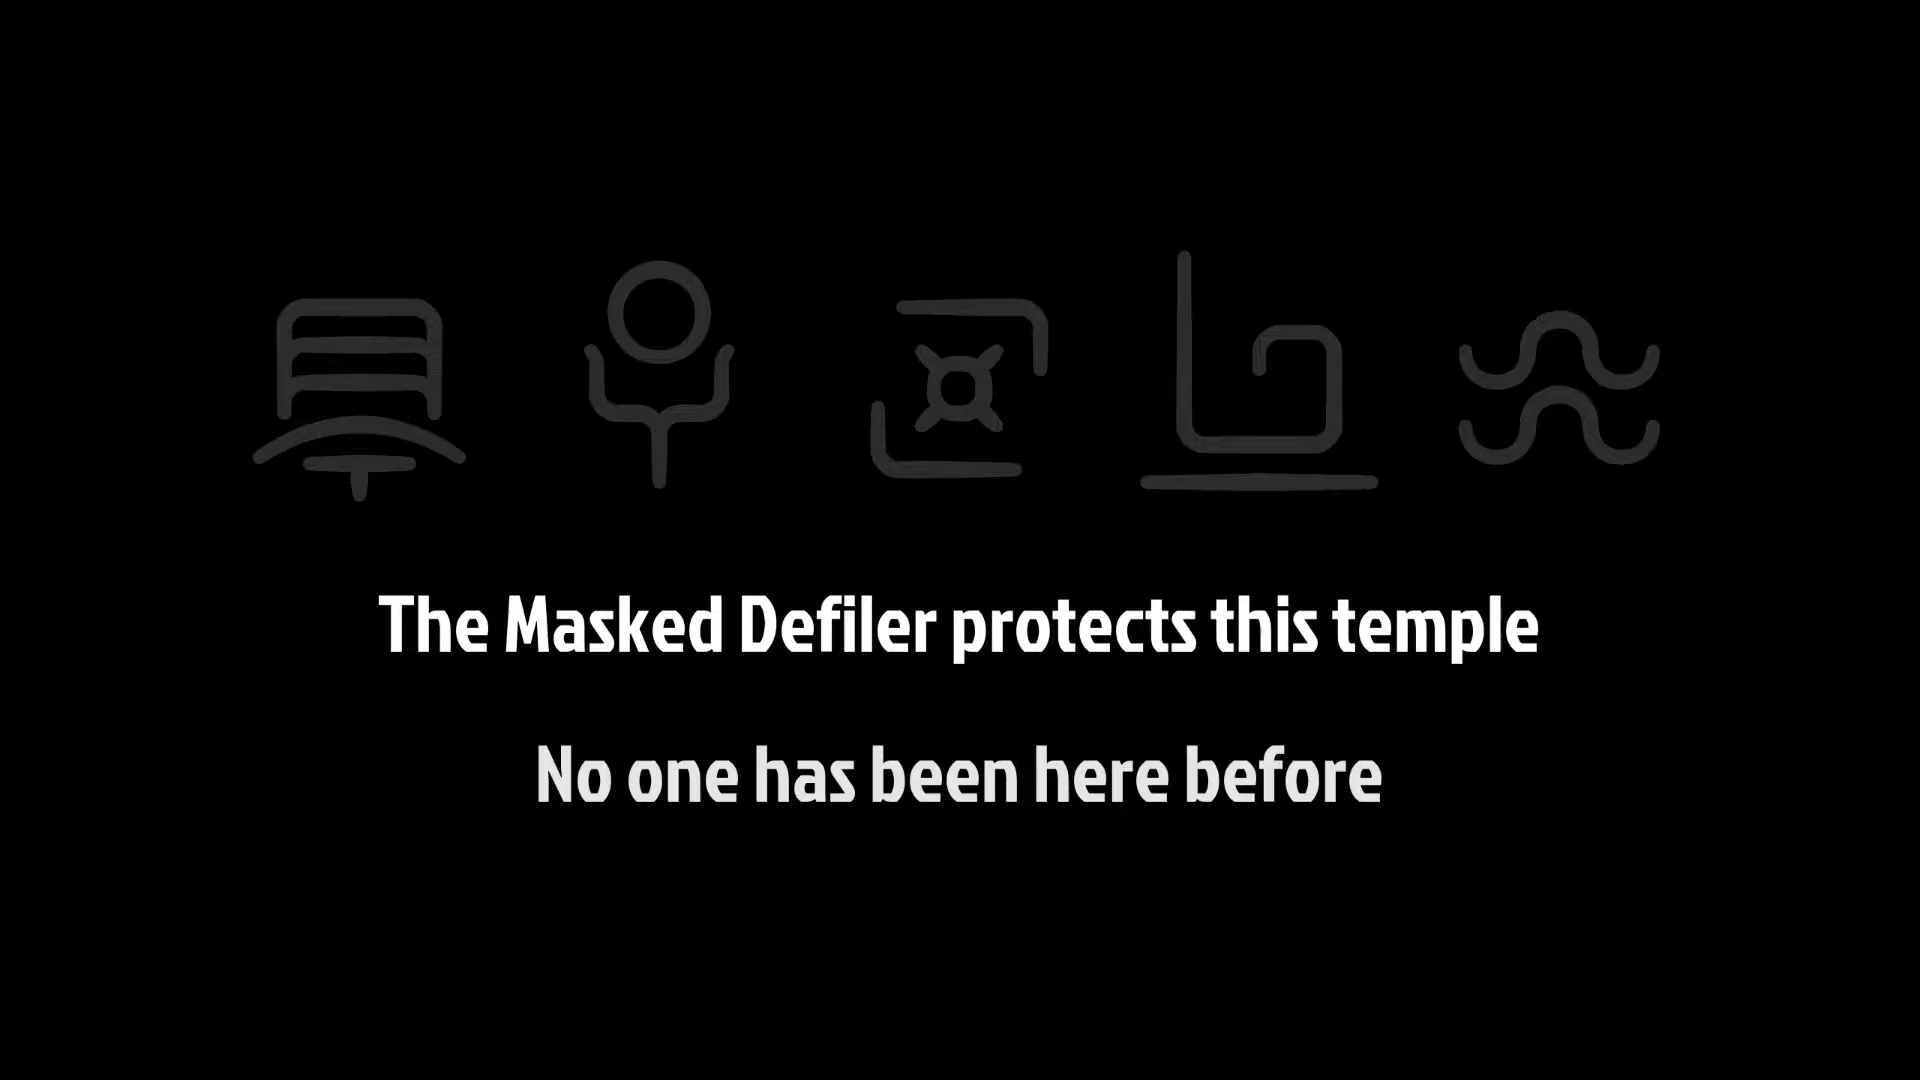 The Masked Defiler protects this temple
No one has been here before